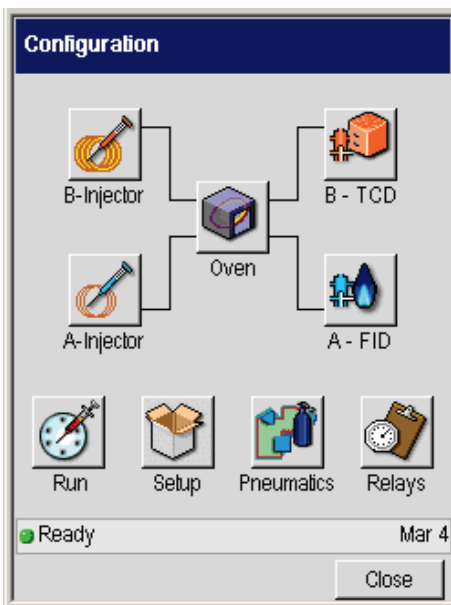 Configuration
B-Injector
B - TCD
Oven
A-Injector
A - FID
Run Setup Pneumatics Relays
Ready Mar 4
Close